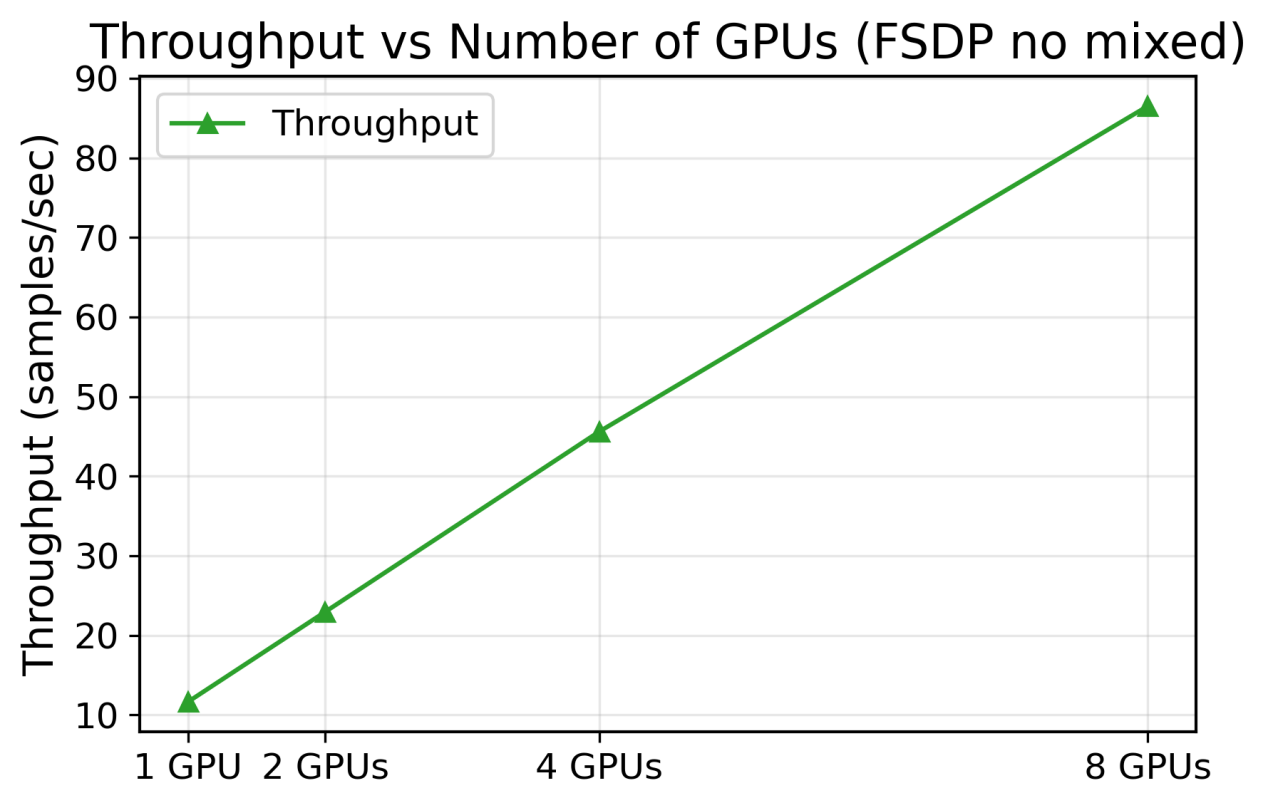 Throughput vs Number of GPUs (FSDP no mixed)
Throughput
Throughput (samples/sec)
90
80
70
60
50
40
30
20
10
1 GPU 2 GPUs 4 GPUs 8 GPUs